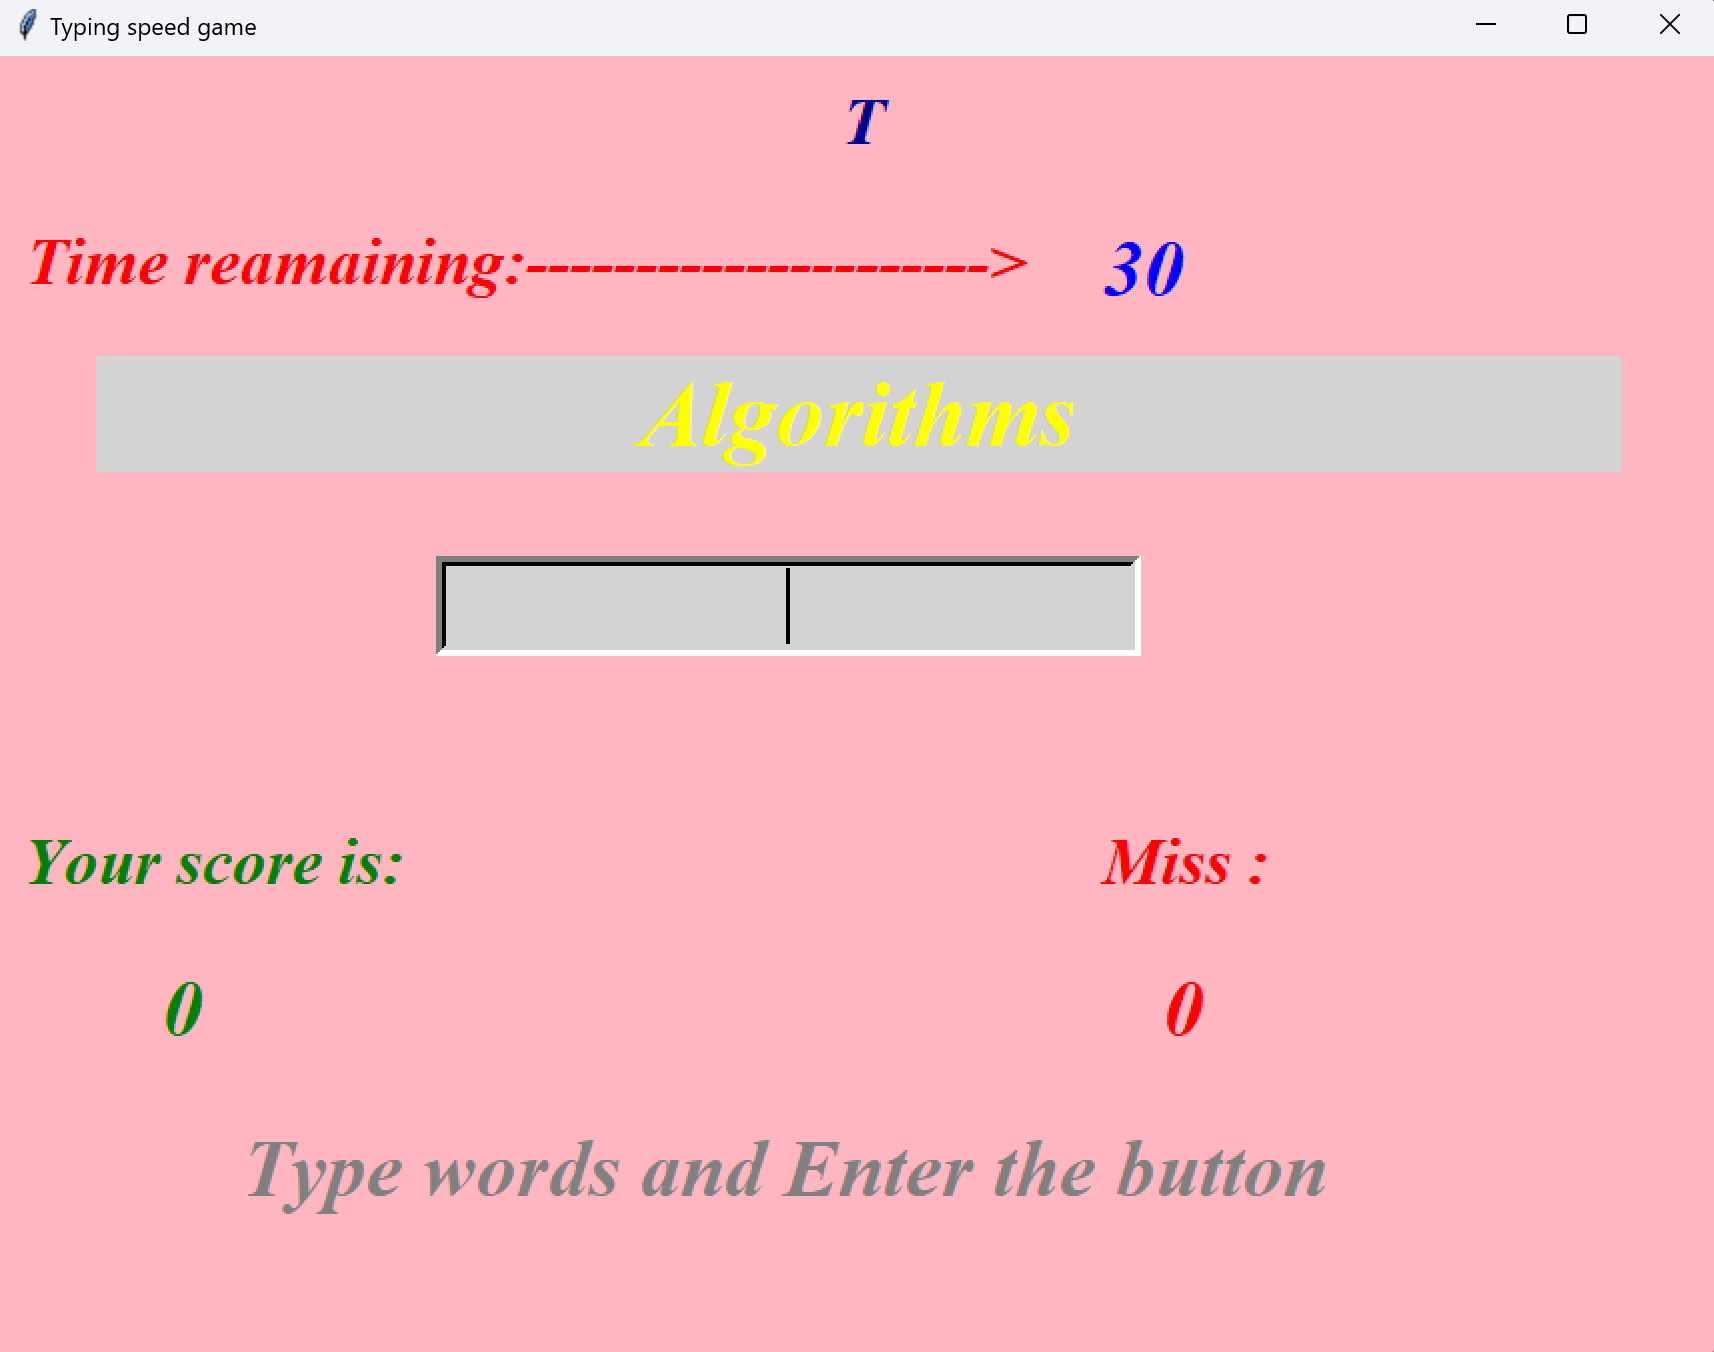 Typing speed game
T
Time reamaining:--------------------->  30
Algorithms
Your score is:  Miss :
0  0
Type words and Enter the button